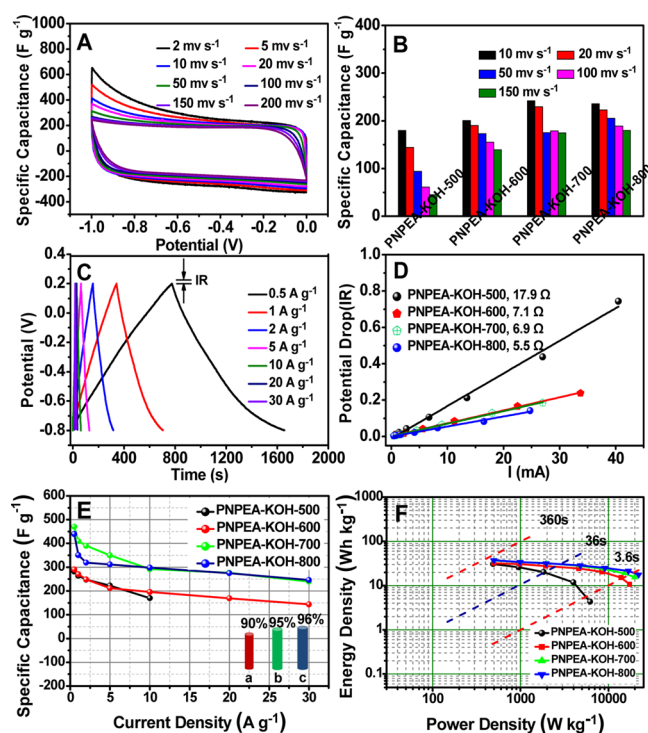 A
2 mv s⁻¹ 5 mv s⁻¹
10 mv s⁻¹ 20 mv s⁻¹
50 mv s⁻¹ 100 mv s⁻¹
150 mv s⁻¹ 200 mv s⁻¹
Specific Capacitance (F g⁻¹)
1000
800
600
400
200
0
-200
-400
-1.0 -0.8 -0.6 -0.4 -0.2 0.0
Potential (V)
B
10 mv s⁻¹ 20 mv s⁻¹
50 mv s⁻¹ 100 mv s⁻¹
150 mv s⁻¹
Specific Capacitance (F g⁻¹)
400
300
200
100
0
PNPEA-KOH-500
PNPEA-KOH-600
PNPEA-KOH-700
PNPEA-KOH-800
C
IR
0.5 A g⁻¹
1 A g⁻¹
2 A g⁻¹
5 A g⁻¹
10 A g⁻¹
20 A g⁻¹
30 A g⁻¹
Potential (V)
0.4
0.2
0.0
-0.2
-0.4
-0.6
-0.8
-1.0
0 400 800 1200 1600 2000
Time (s)
D
PNPEA-KOH-500, 17.9 Ω
PNPEA-KOH-600, 7.1 Ω
PNPEA-KOH-700, 6.9 Ω
PNPEA-KOH-800, 5.5 Ω
Potential Drop(IR)
1.0
0.8
0.6
0.4
0.2
0.0
0 10 20 30 40
I (mA)
E
PNPEA-KOH-500
PNPEA-KOH-600
PNPEA-KOH-700
PNPEA-KOH-800
90% 95% 96%
a b c
Specific Capacitance (F g⁻¹)
600
500
400
300
200
100
0
-100
-200
0 5 10 15 20 25 30
Current Density (A g⁻¹)
F
360s
36s
3.6s
PNPEA-KOH-500
PNPEA-KOH-600
PNPEA-KOH-700
PNPEA-KOH-800
Energy Density (Wh kg⁻¹)
1000
100
10
1
0.1
100 1000 10000
Power Density (W kg⁻¹)